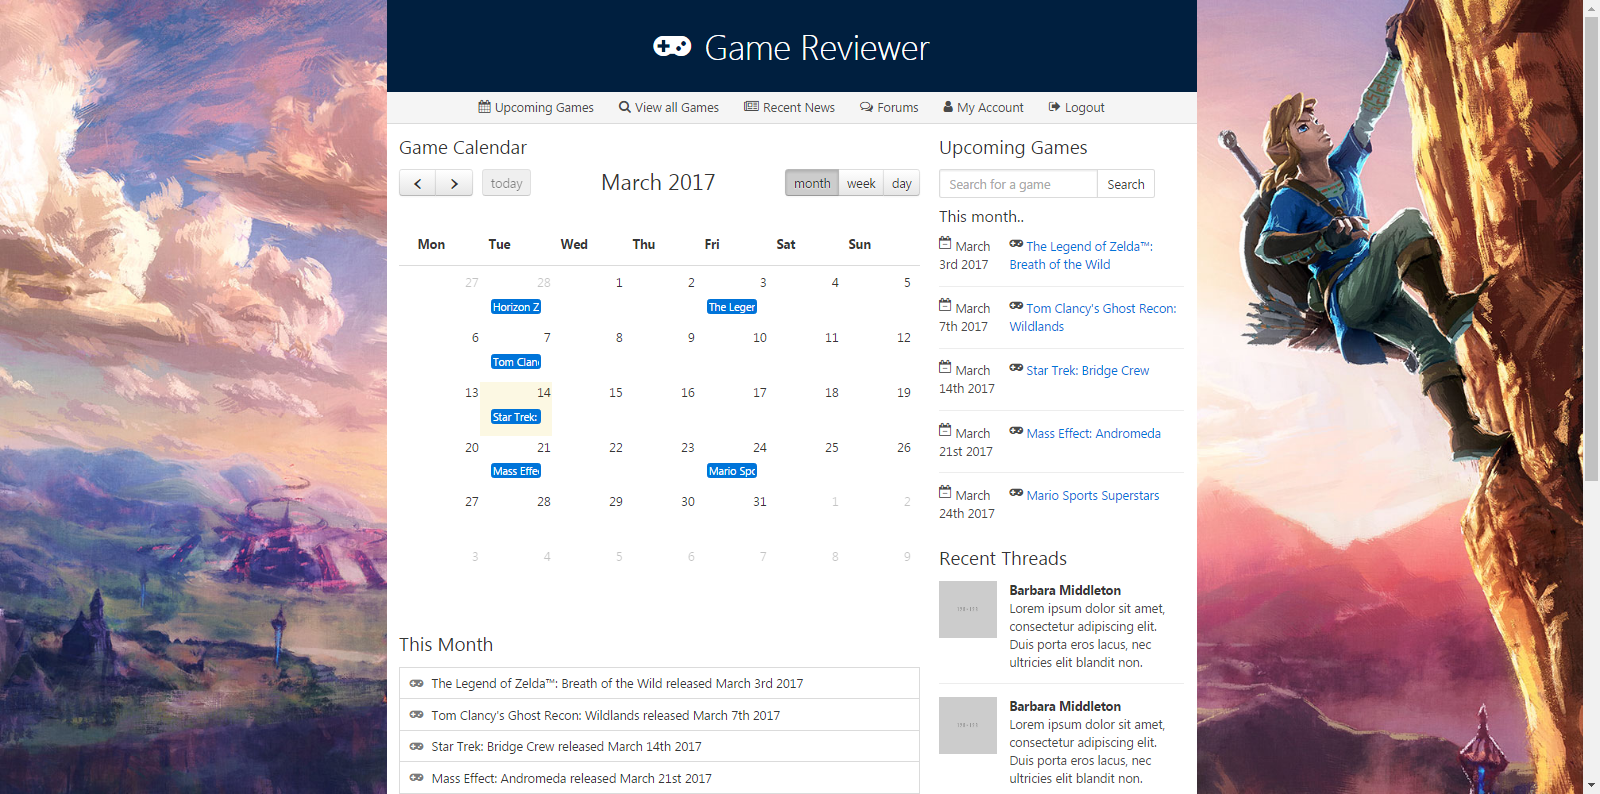 Game Reviewer
Upcoming Games View all Games Recent News Forums My Account Logout
Game Calendar
today
March 2017
month week day
Mon Tue Wed Thu Fri Sat Sun
27 28 1 2 3 4 5
Horizon Z The Leger
6 7 8 9 10 11 12
Tom Clan
13 14 15 16 17 18 19
Star Trek:
20 21 22 23 24 25 26
Mass Effe Mario Spo
27 28 29 30 31 1 2
3 4 5 6 7 8 9
This Month
The Legend of Zelda™: Breath of the Wild released March 3rd 2017
Tom Clancy's Ghost Recon: Wildlands released March 7th 2017
Star Trek: Bridge Crew released March 14th 2017
Mass Effect: Andromeda released March 21st 2017
Upcoming Games
Search for a game Search
This month..
March The Legend of Zelda™:
3rd 2017 Breath of the Wild
March Tom Clancy's Ghost Recon:
7th 2017 Wildlands
March Star Trek: Bridge Crew
14th 2017
March Mass Effect: Andromeda
21st 2017
March Mario Sports Superstars
24th 2017
Recent Threads
Barbara Middleton
Lorem ipsum dolor sit amet,
consectetur adipiscing elit.
Duis porta eros lacus, nec
ultricies elit blandit non.
Barbara Middleton
Lorem ipsum dolor sit amet,
consectetur adipiscing elit.
Duis porta eros lacus, nec
ultricies elit blandit non.